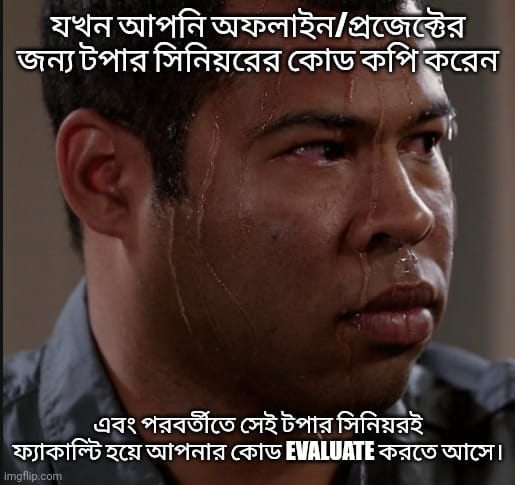 যখন আপনি অফলাইন/প্রজেক্টের
জন্য টপার সিনিয়রের কোড কপি করেন
এবং পরবর্তীতে সেই টপার সিনিয়রই
ফ্যাকাল্টি হয়ে আপনার কোড EVALUATE করতে আসে।
imgflip.com